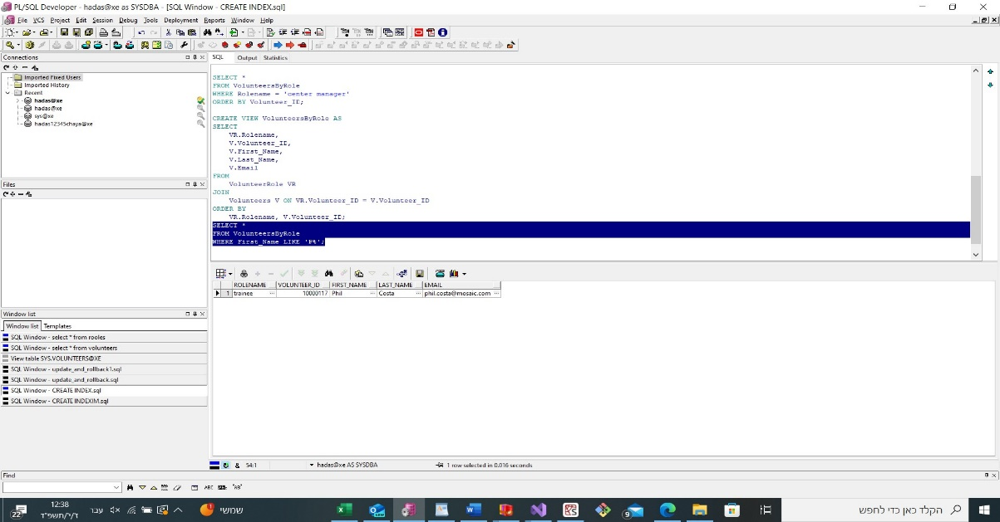 PL/SQL Developer - hadas@xe as SYSDBA - [SQL Window - CREATE INDEX.sql]
File VCS Project Edit Session Debug Tools Deployment Reports Window Help
Connections
Imported Fixed Users
Imported History
Recent
hadas@xe
hadas@xe
sys@xe
hadas12345chaya@xe
Files
Window list
Window list Templates
SQL Window - select * from rooles
SQL Window - select * from volunteers
View table SYS.VOLUNTEERS@XE
SQL Window - update_and_rollback1.sql
SQL Window - update_and_rollback.sql
SQL Window - CREATE INDEX.sql
SQL Window - CREATE INDEXIM.sql
SQL Output Statistics
SELECT *
FROM VolunteersByRole
WHERE Rolename = 'center manager'
ORDER BY Volunteer_ID;
CREATE VIEW VolunteersByRole AS
SELECT
VR.Rolename,
V.Volunteer_ID,
V.First_Name,
V.Last_Name,
V.Email
FROM
VolunteerRole VR
JOIN
Volunteers V ON VR.Volunteer_ID = V.Volunteer_ID
ORDER BY
VR.Rolename, V.Volunteer_ID;
SELECT *
FROM VolunteersByRole
WHERE First_Name LIKE 'P%';
ROLENAME VOLUNTEER_ID FIRST_NAME LAST_NAME EMAIL
1 trainee 10000117 Phil Costa phil.costa@mosaic.com
& 54:1 hadas@xe AS SYSDBA 1 row selected in 0.016 seconds
Find
ABC "AB"
הקלד כאן כדי לחפש
9
שמשי
עבר
12:38
22